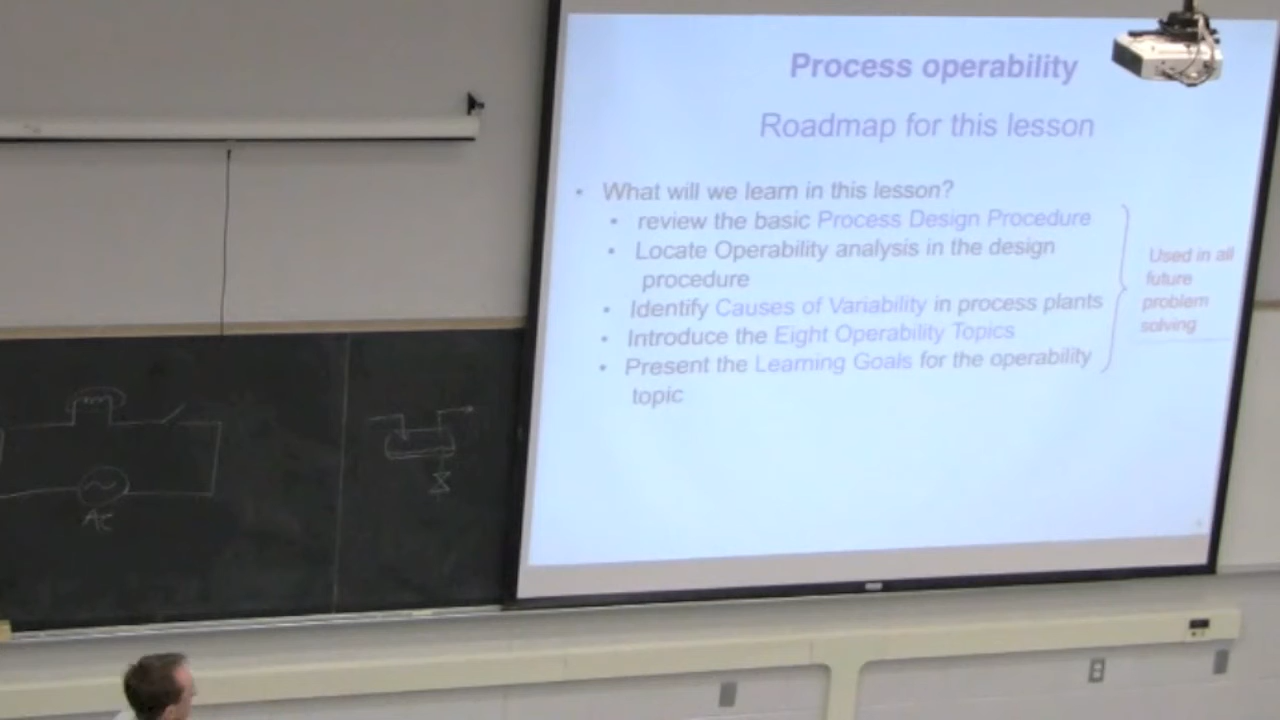 Process operability
Roadmap for this lesson
• What will we learn in this lesson?
• review the basic Process Design Procedure
• Locate Operability analysis in the design
procedure
• Identify Causes of Variability in process plants
• Introduce the Eight Operability Topics
• Present the Learning Goals for the operability
topic
Used in all
future
problem
solving
AC